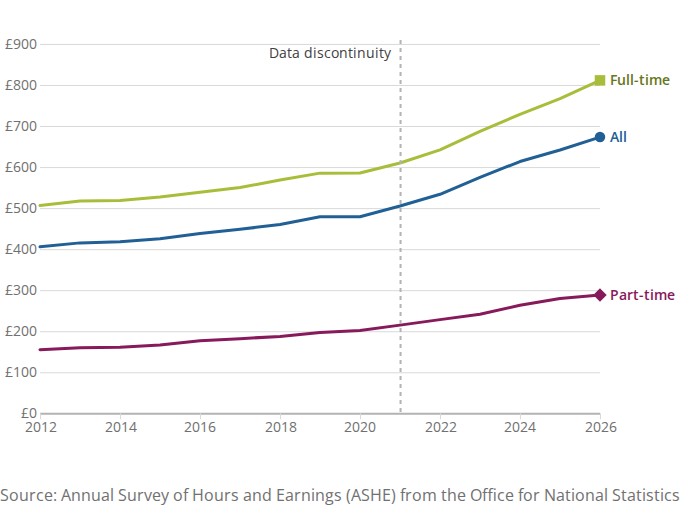 £900
Data discontinuity
£800
Full-time
£700
All
£600
£500
£400
£300
Part-time
£200
£100
£0
2012 2014 2016 2018 2020 2022 2024 2026
Source: Annual Survey of Hours and Earnings (ASHE) from the Office for National Statistics